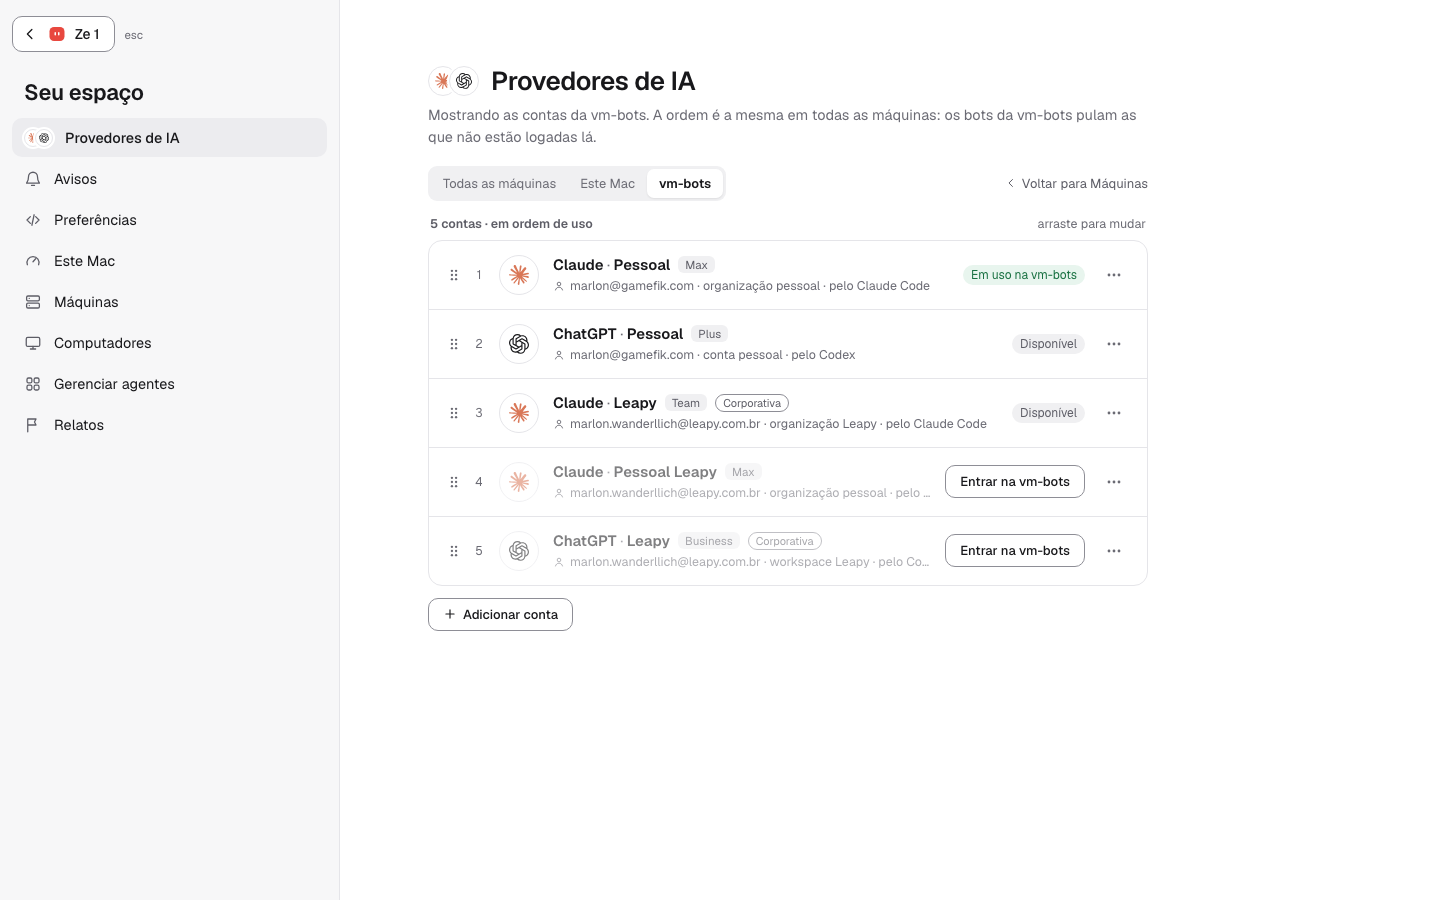 Ze 1
esc
Seu espaço
Provedores de IA
Avisos
Preferências
Este Mac
Máquinas
Computadores
Gerenciar agentes
Relatos
Provedores de IA
Mostrando as contas da vm-bots. A ordem é a mesma em todas as máquinas: os bots da vm-bots pulam as
que não estão logadas lá.
Todas as máquinas
Este Mac
vm-bots
Voltar para Máquinas
5 contas · em ordem de uso
arraste para mudar
1
Claude · Pessoal Max
marlon@gamefik.com · organização pessoal · pelo Claude Code
Em uso na vm-bots
2
ChatGPT · Pessoal Plus
marlon@gamefik.com · conta pessoal · pelo Codex
Disponível
3
Claude · Leapy Team Corporativa
marlon.wanderllich@leapy.com.br · organização Leapy · pelo Claude Code
Disponível
4
Claude · Pessoal Leapy Max
marlon.wanderllich@leapy.com.br · organização pessoal · pelo ...
Entrar na vm-bots
5
ChatGPT · Leapy Business Corporativa
marlon.wanderllich@leapy.com.br · workspace Leapy · pelo Co...
Entrar na vm-bots
Adicionar conta